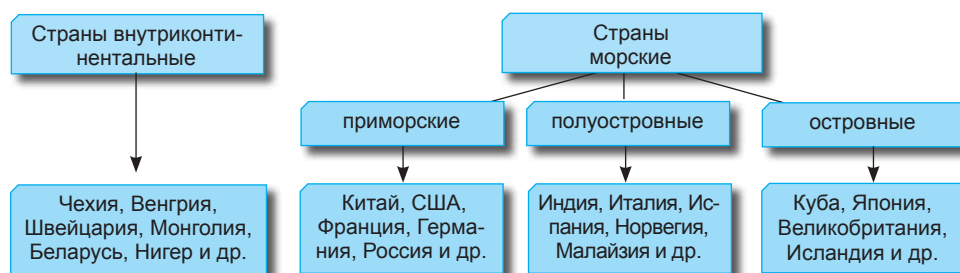 Страны внутриконти-
нентальные
Страны
морские
приморские
полуостровные
островные
Чехия, Венгрия,
Швейцария, Монголия,
Беларусь, Нигер и др.
Китай, США,
Франция, Герма-
ния, Россия и др.
Индия, Италия, Ис-
пания, Норвегия,
Малайзия и др.
Куба, Япония,
Великобритания,
Исландия и др.